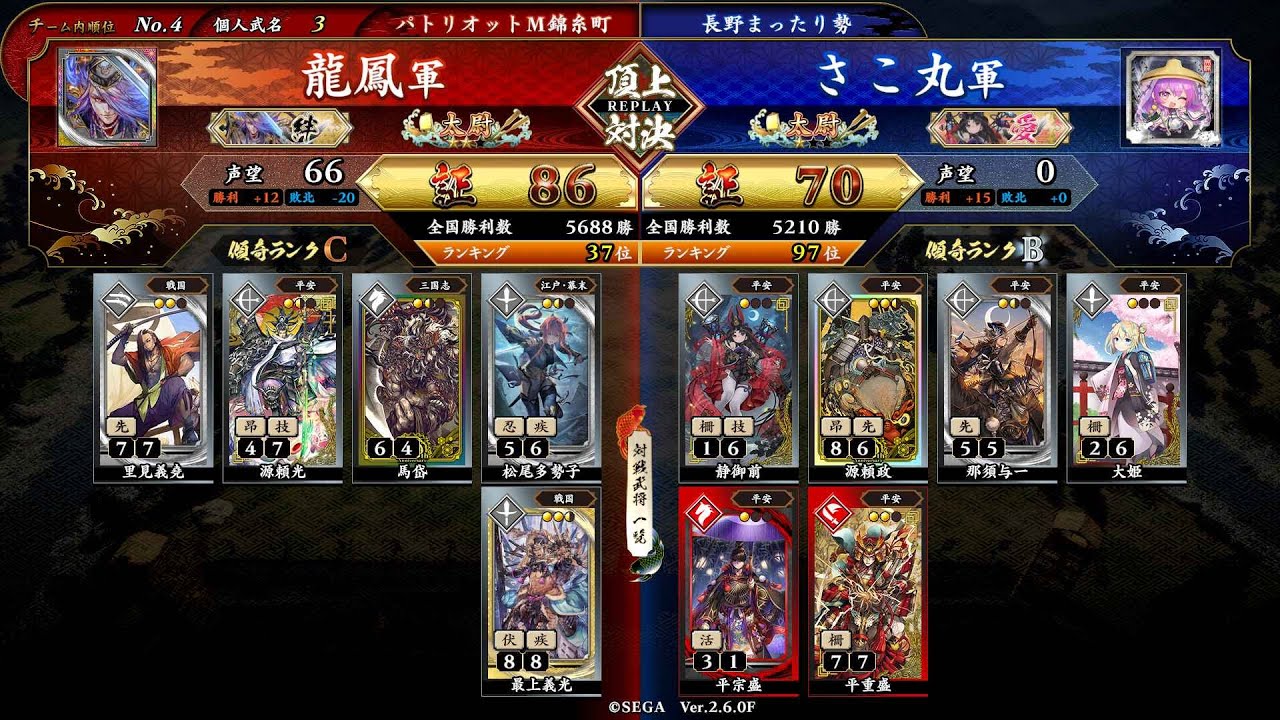 チーム内順位 No.4 個人武名 3 パトリオットM錦糸町
長野まったり勢
龍鳳軍
頂上
REPLAY
対決
さこ丸軍
絆
太尉
太尉
愛
声望 66
勝利 +12 敗北 -20
証 86
証 70
声望 0
勝利 +15 敗北 +0
全国勝利数 5688勝
全国勝利数 5210勝
傾奇ランクC
ランキング 37位
ランキング 97位
傾奇ランクB
戦国
平安
三国志
江戸・幕末
平安
平安
平安
平安
先
昂 技
忍 疾
柵 技
昂 先
先
柵
7 7
4 7
6 4
5 6
1 6
8 6
5 5
2 6
里見義堯
源頼光
馬岱
松尾多勢子
静御前
源頼政
那須与一
大姫
対戦武将一覧
戦国
平安
平安
伏 疾
活
柵
8 8
3 1
7 7
最上義光
平宗盛
平重盛
©SEGA Ver.2.6.0F